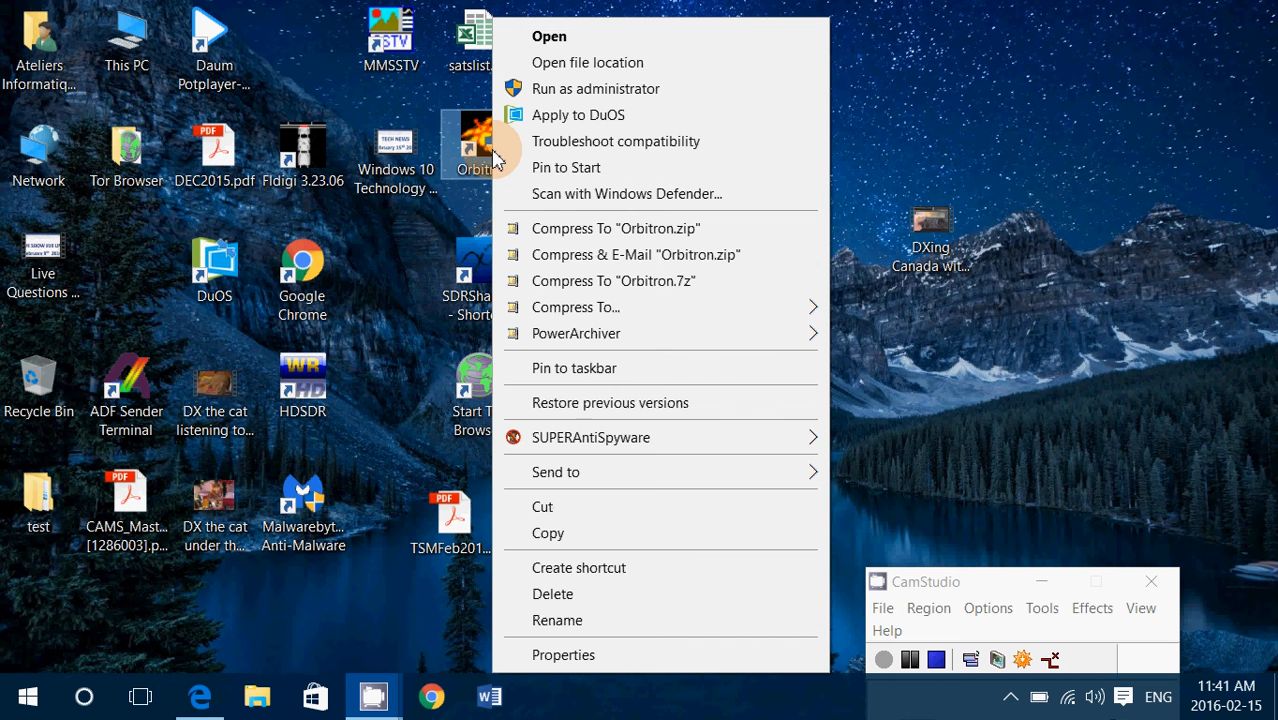 Ateliers
Informatiq...
This PC
Daum
Potplayer-...
MMSSTV
satslist.
Network
Tor Browser
DEC2015.pdf
Fldigi 3.23.06
TECH NEWS
Windows 10
Technology ...
Orbit
Live
Questions ...
DuOS
Google
Chrome
SDRSha
- Short
Recycle Bin
ADF Sender
Terminal
DX the cat
listening to...
WR
HD
HDSDR
Start T
Brows
test
PDF
CAMS_Mast...
[1286003].p...
DX the cat
under th...
Malwarebyt...
Anti-Malware
PDF
TSMFeb201...
DXing
Canada wit...
Open
Open file location
Run as administrator
Apply to DuOS
Troubleshoot compatibility
Pin to Start
Scan with Windows Defender...
Compress To "Orbitron.zip"
Compress & E-Mail "Orbitron.zip"
Compress To "Orbitron.7z"
Compress To...
PowerArchiver
Pin to taskbar
Restore previous versions
SUPERAntiSpyware
Send to
Cut
Copy
Create shortcut
Delete
Rename
Properties
CamStudio
File Region Options Tools Effects View
Help
ENG
11:41 AM
2016-02-15